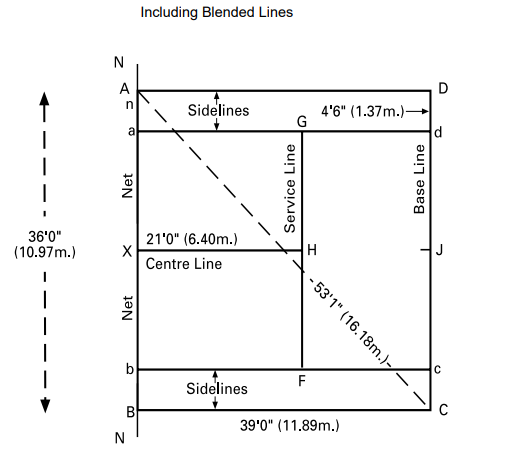 Including Blended Lines
N
A
D
n
Sidelines
4'6" (1.37m.)
a
G
d
Net
Service Line
Base Line
36'0"
(10.97m.)
21'0" (6.40m.)
X
H
J
Centre Line
Net
53'1" (16.18m.)
b
F
c
Sidelines
B
C
39'0" (11.89m.)
N